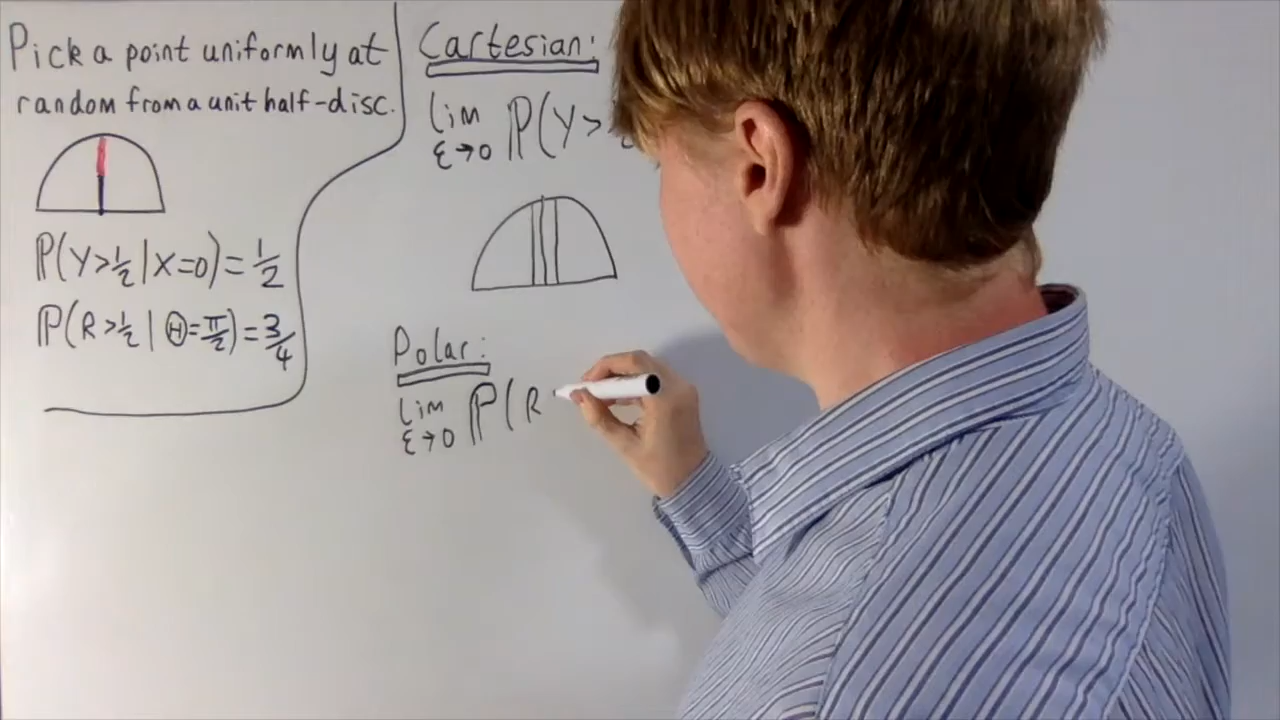 Pick a point uniformly at
random from a unit half-disc.
ℙ(Y>½|X=0)=½
ℙ(R>½|Θ=π/2)=3/4
Cartesian:
lim ε→0 ℙ(Y>
Polar:
lim ε→0 ℙ(R